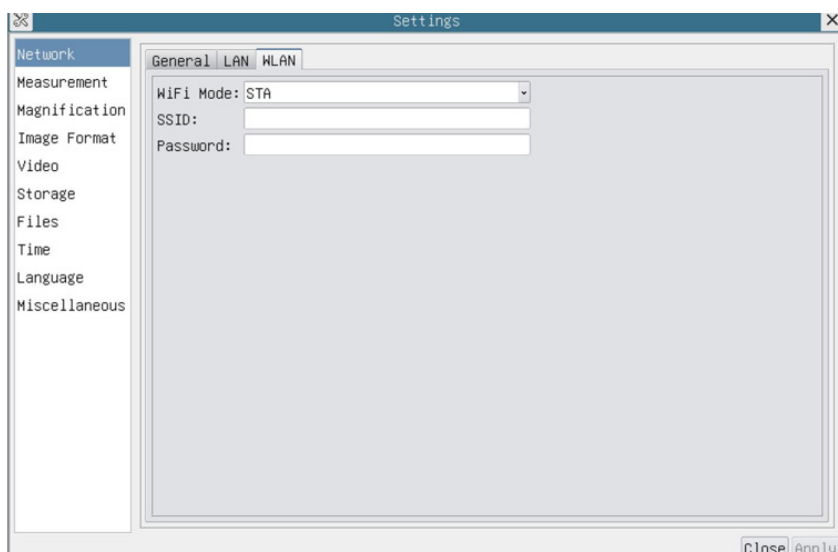 Settings
Network
Measurement
Magnification
Image Format
Video
Storage
Files
Time
Language
Miscellaneous
General LAN WLAN
WiFi Mode: STA
SSID:
Password:
Close Apply